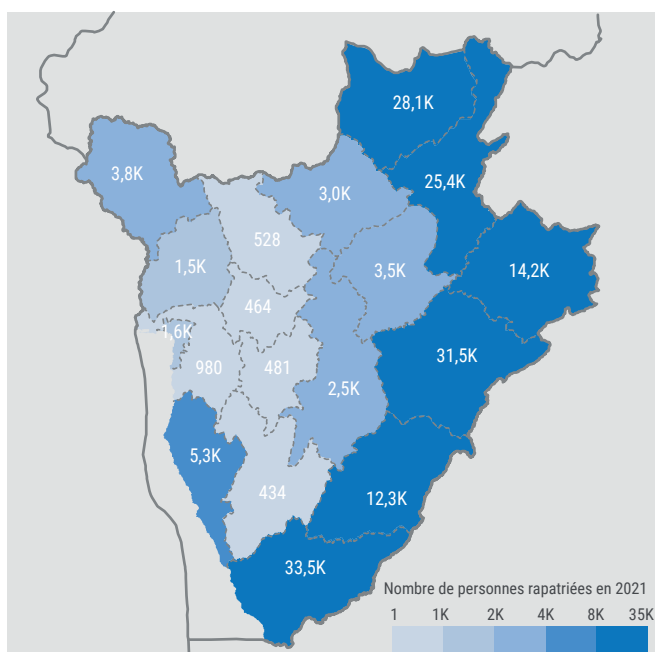 28,1K
3,8K
25,4K
3,0K
528
1,5K
3,5K
14,2K
464
1,6K
31,5K
980
481
2,5K
5,3K
434
12,3K
33,5K
Nombre de personnes rapatriées en 2021
1 1K 2K 4K 8K 35K